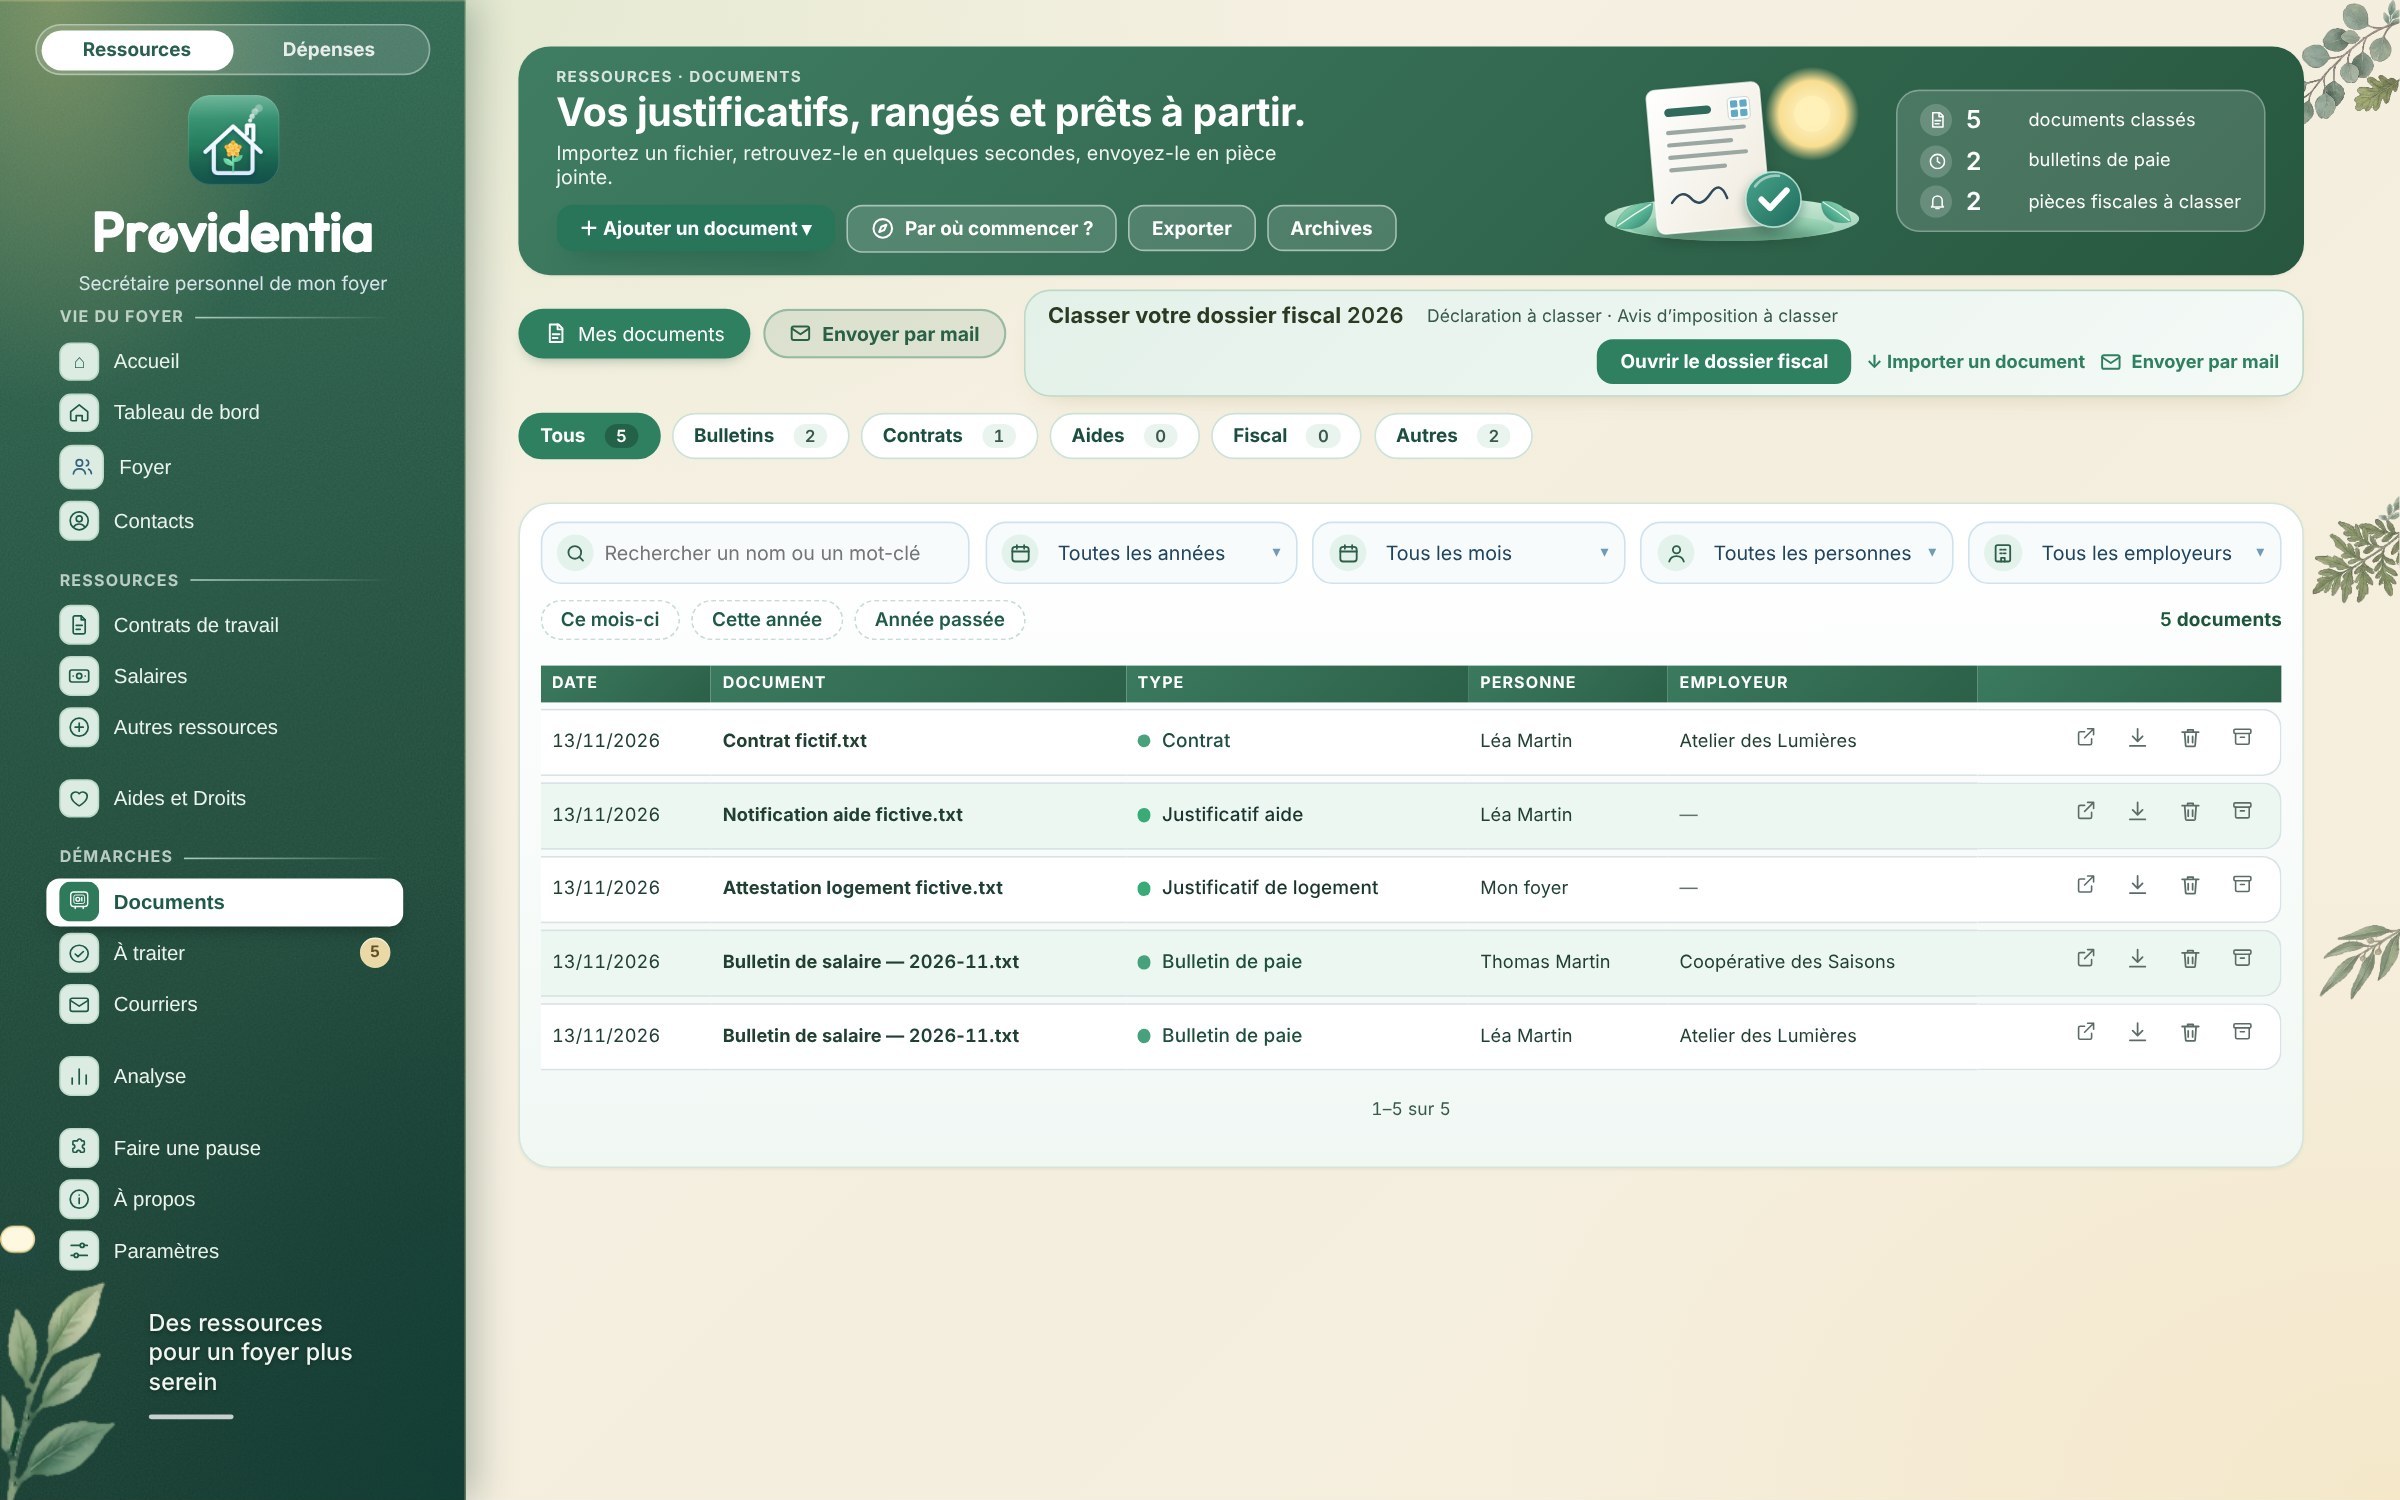 Ressources
Dépenses
Providentia
Secrétaire personnel de mon foyer
VIE DU FOYER
Accueil
Tableau de bord
Foyer
Contacts
RESSOURCES
Contrats de travail
Salaires
Autres ressources
Aides et Droits
DÉMARCHES
Documents
À traiter 5
Courriers
Analyse
Faire une pause
À propos
Paramètres
Des ressources
pour un foyer plus
serein
RESSOURCES · DOCUMENTS
Vos justificatifs, rangés et prêts à partir.
Importez un fichier, retrouvez-le en quelques secondes, envoyez-le en pièce
jointe.
+ Ajouter un document ▾
Par où commencer ?
Exporter
Archives
5 documents classés
2 bulletins de paie
2 pièces fiscales à classer
Mes documents
Envoyer par mail
Classer votre dossier fiscal 2026 Déclaration à classer · Avis d’imposition à classer
Ouvrir le dossier fiscal ↓ Importer un document Envoyer par mail
Tous 5
Bulletins 2
Contrats 1
Aides 0
Fiscal 0
Autres 2
Rechercher un nom ou un mot-clé
Toutes les années
Tous les mois
Toutes les personnes
Tous les employeurs
Ce mois-ci
Cette année
Année passée
5 documents
DATE DOCUMENT TYPE PERSONNE EMPLOYEUR
13/11/2026 Contrat fictif.txt Contrat Léa Martin Atelier des Lumières
13/11/2026 Notification aide fictive.txt Justificatif aide Léa Martin —
13/11/2026 Attestation logement fictive.txt Justificatif de logement Mon foyer —
13/11/2026 Bulletin de salaire — 2026-11.txt Bulletin de paie Thomas Martin Coopérative des Saisons
13/11/2026 Bulletin de salaire — 2026-11.txt Bulletin de paie Léa Martin Atelier des Lumières
1–5 sur 5